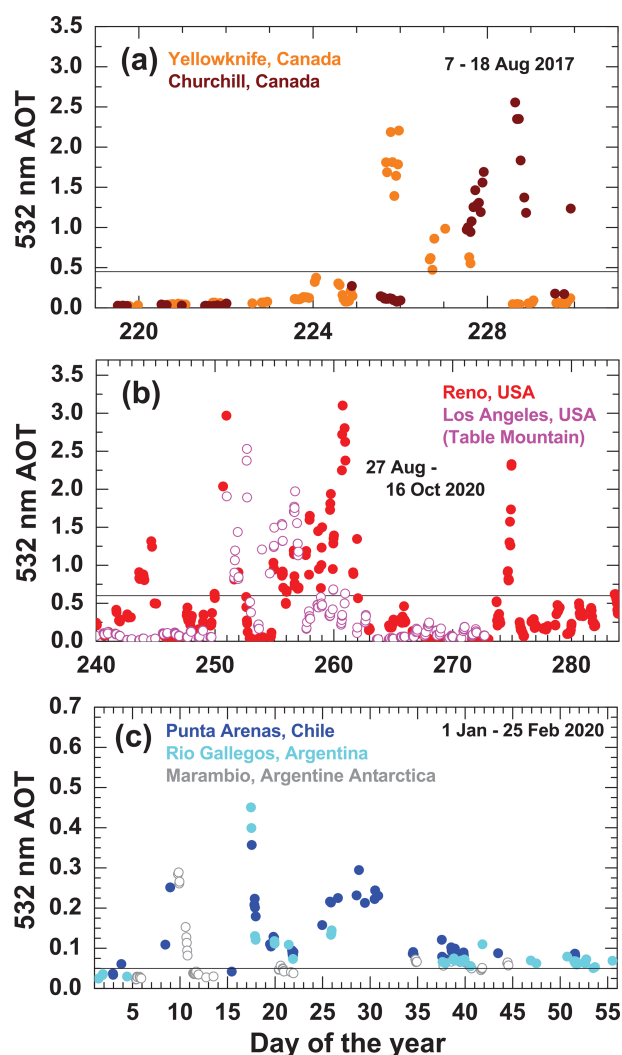 3.5
(a)
Yellowknife, Canada
7 - 18 Aug 2017
Churchill, Canada
3.0
2.5
2.0
532 nm AOT
1.5
1.0
0.5
0.0
220
224
228
3.5
(b)
Reno, USA
3.0
Los Angeles, USA
(Table Mountain)
2.5
27 Aug -
16 Oct 2020
2.0
532 nm AOT
1.5
1.0
0.5
0.0
240
250
260
270
280
0.7
(c)
Punta Arenas, Chile
1 Jan - 25 Feb 2020
Rio Gallegos, Argentina
0.6
Marambio, Argentine Antarctica
0.5
0.4
532 nm AOT
0.3
0.2
0.1
0.0
5
10
15
20
25
30
35
40
45
50
55
Day of the year